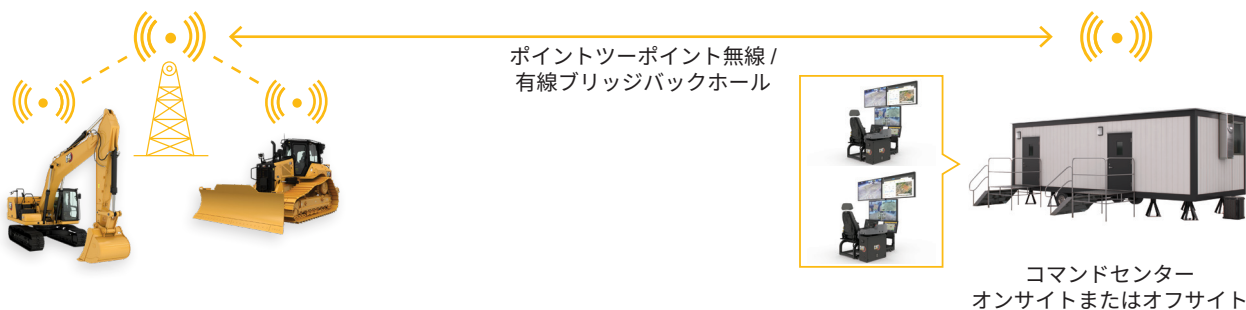 ポイントツーポイント無線 /
有線ブリッジバックホール
コマンドセンター
オンサイトまたはオフサイト